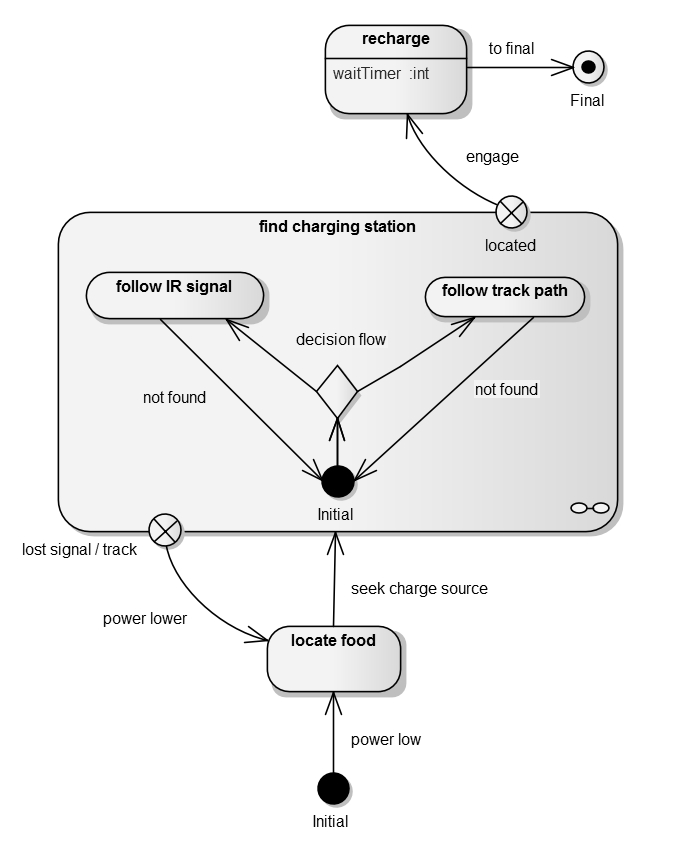 recharge
to final
waitTimer :int
Final
engage
find charging station
located
follow IR signal
follow track path
decision flow
not found
not found
Initial
lost signal / track
seek charge source
power lower
locate food
power low
Initial